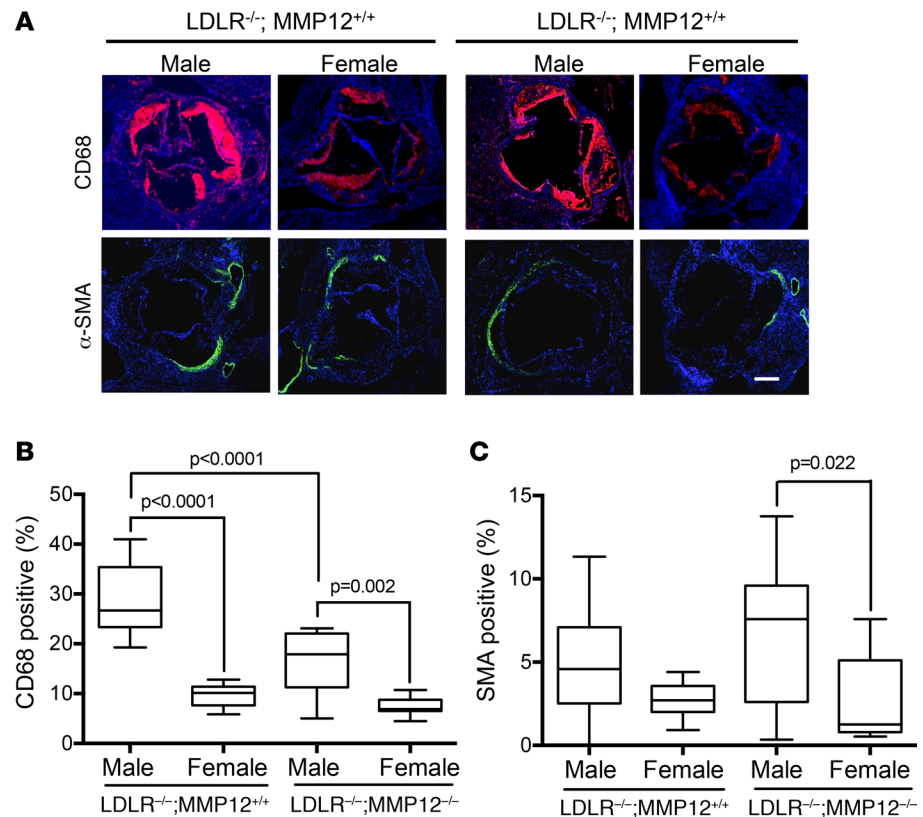 A
LDLR⁻/⁻; MMP12⁺/⁺
LDLR⁻/⁻; MMP12⁺/⁺
Male
Female
Male
Female
CD68
α-SMA
B
p<0.0001
p<0.0001
p=0.002
CD68 positive (%)
50
40
30
20
10
0
Male
Female
Male
Female
LDLR⁻/⁻;MMP12⁺/⁺
LDLR⁻/⁻;MMP12⁻/⁻
C
p=0.022
SMA positive (%)
15
10
5
0
Male
Female
Male
Female
LDLR⁻/⁻;MMP12⁺/⁺
LDLR⁻/⁻;MMP12⁻/⁻